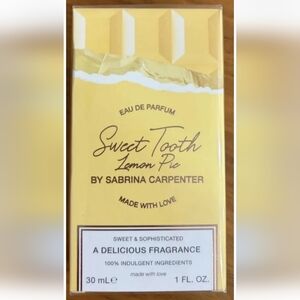 EAU DE PARFUM
Sweet Tooth
Lemon Pie
BY SABRINA CARPENTER
MADE WITH LOVE
SWEET & SOPHISTICATED
A DELICIOUS FRAGRANCE
100% INDULGENT INGREDIENTS
made with love
30 mL℮ 1 FL. OZ.